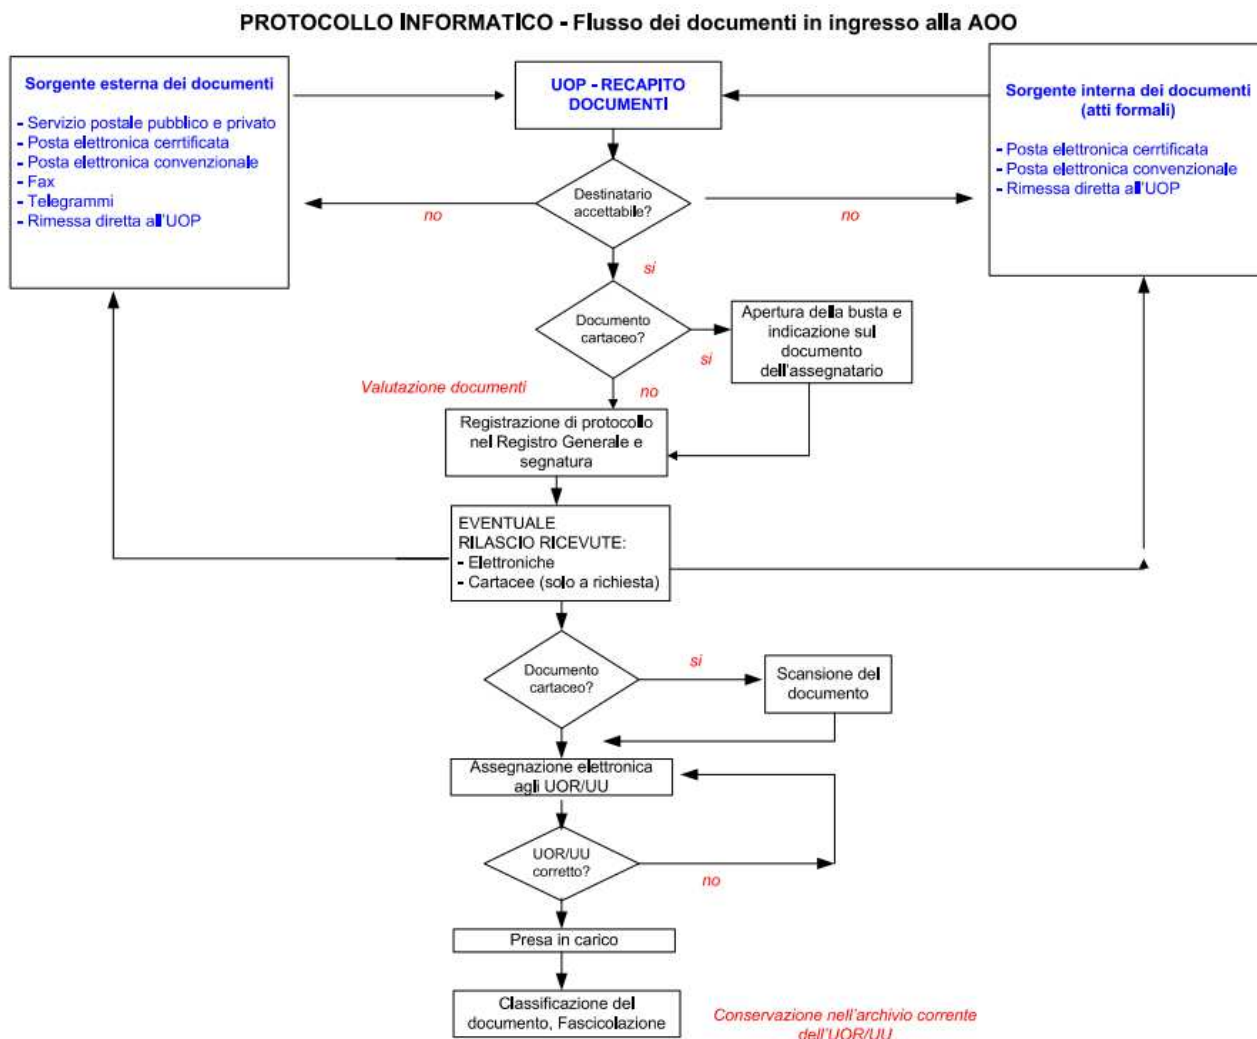 PROTOCOLLO INFORMATICO - Flusso dei documenti in ingresso alla AOO
Sorgente esterna dei documenti
- Servizio postale pubblico e privato
- Posta elettronica cerrtificata
- Posta elettronica convenzionale
- Fax
- Telegrammi
- Rimessa diretta all'UOP
UOP - RECAPITO
DOCUMENTI
Sorgente interna dei documenti
(atti formali)
- Posta elettronica cerrtificata
- Posta elettronica convenzionale
- Rimessa diretta all'UOP
Destinatario
accettabile?
no
no
si
Documento
cartaceo?
si
Apertura della busta e
indicazione sul
documento
dell'assegnatario
Valutazione documenti
no
Registrazione di protocollo
nel Registro Generale e
segnatura
EVENTUALE
RILASCIO RICEVUTE:
- Elettroniche
- Cartacee (solo a richiesta)
Documento
cartaceo?
si
Scansione del
documento
Assegnazione elettronica
agli UOR/UU
UOR/UU
corretto?
no
Presa in carico
Classificazione del
documento, Fascicolazione
Conservazione nell'archivio corrente
dell'UOR/UU